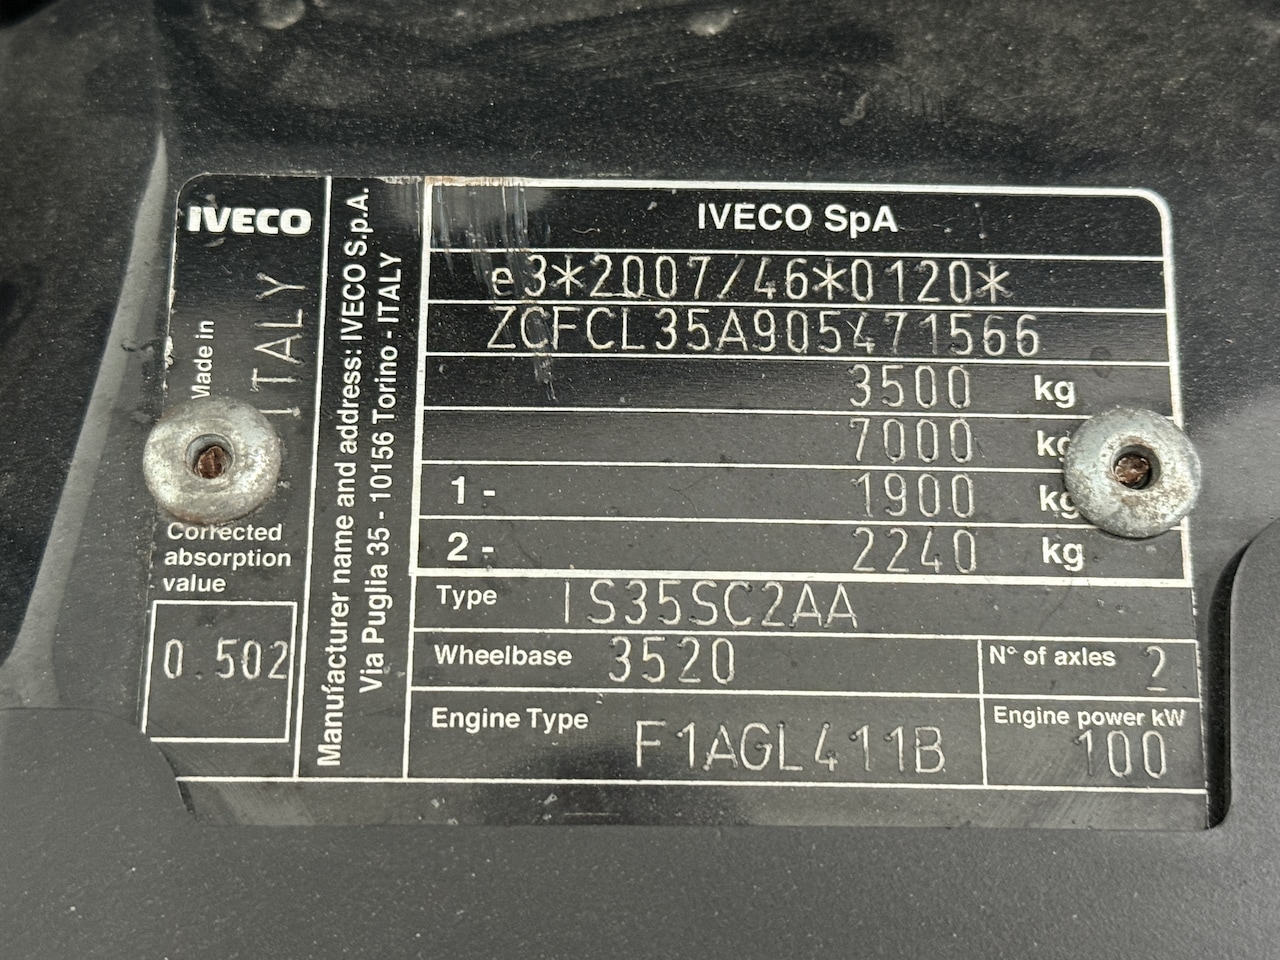 IVECO
Made in
ITALY
Corrected
absorption
value
0.502
Manufacturer name and address: IVECO S.p.A.
Via Puglia 35 - 10156 Torino - ITALY
IVECO SpA
e3*2007/46*0120*
ZCFCL35A905471566
3500 kg
7000 kg
1- 1900 kg
2- 2240 kg
Type IS35SC2AA
Wheelbase 3520
N° of axles 2
Engine Type F1AGL411B
Engine power kW
100